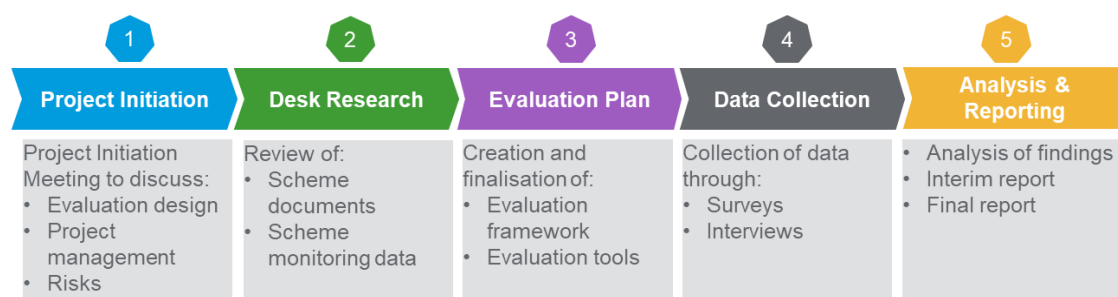 1
2
3
4
5
Project Initiation
Desk Research
Evaluation Plan
Data Collection
Analysis &
Reporting
Project Initiation
Meeting to discuss:
• Evaluation design
• Project
management
• Risks
Review of:
• Scheme
documents
• Scheme
monitoring data
Creation and
finalisation of:
• Evaluation
framework
• Evaluation tools
Collection of data
through:
• Surveys
• Interviews
• Analysis of findings
• Interim report
• Final report